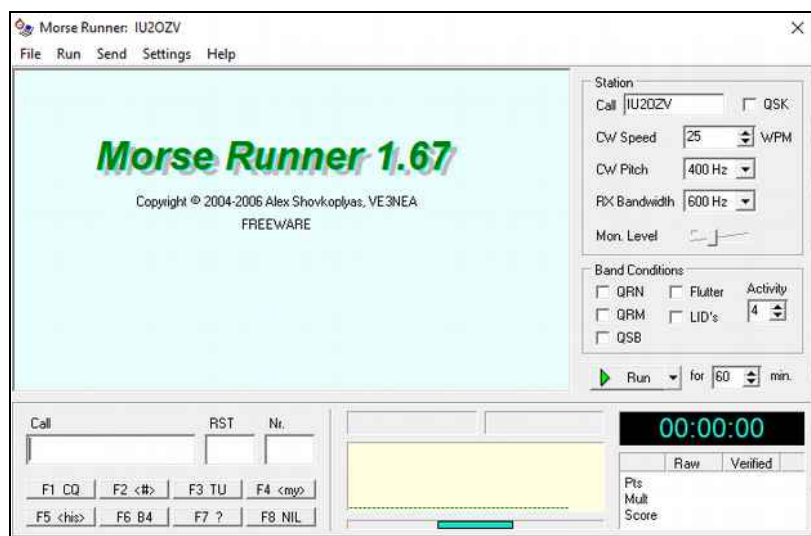 Morse Runner: IU2OZV
File Run Send Settings Help
Morse Runner 1.67
Copyright © 2004-2006 Alex Shovkoplyas, VE3NEA
FREEWARE
Station
Call IU2OZV QSK
CW Speed 25 WPM
CW Pitch 400 Hz
RX Bandwidth 600 Hz
Mon. Level
Band Conditions
QRN Flutter Activity
QRM LID's 4
QSB
Run for 60 min.
Call RST Nr.
F1 CQ F2 <#> F3 TU F4 <my>
F5 <his> F6 B4 F7 ? F8 NIL
00:00:00
Raw Verified
Pts
Mult
Score